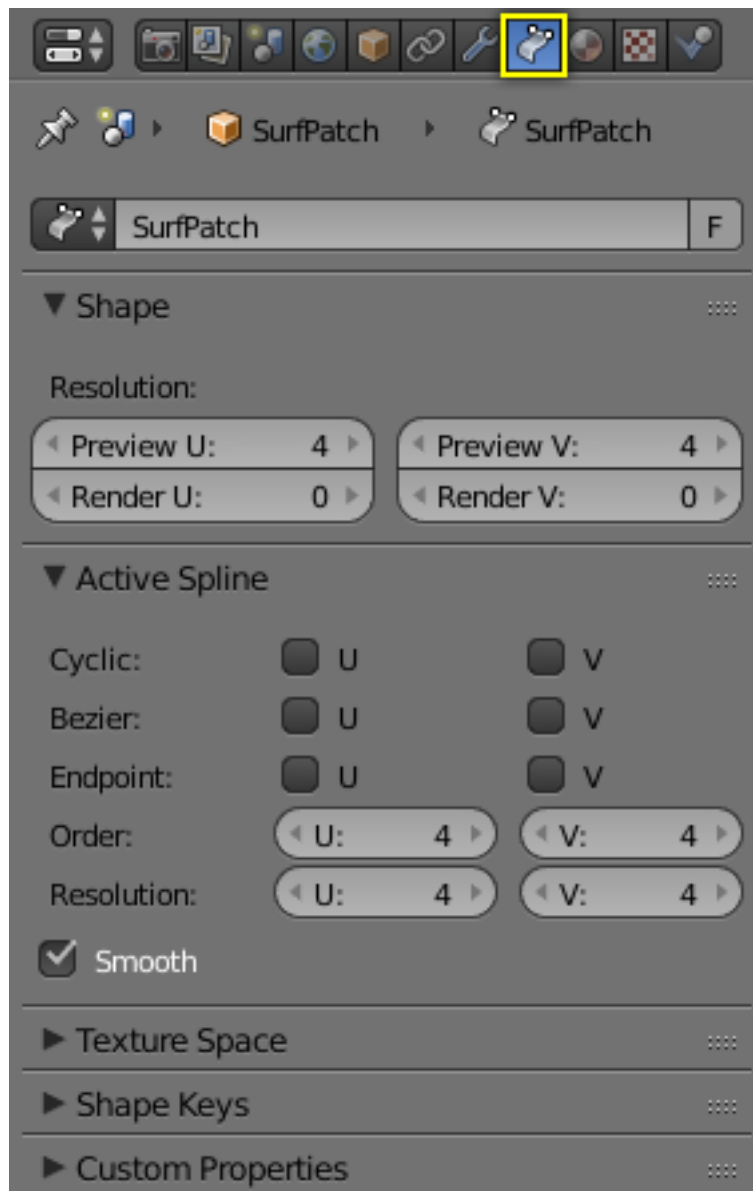 SurfPatch SurfPatch
SurfPatch F
Shape
Resolution:
Preview U: 4 Preview V: 4
Render U: 0 Render V: 0
Active Spline
Cyclic: U V
Bezier: U V
Endpoint: U V
Order: U: 4 V: 4
Resolution: U: 4 V: 4
Smooth
Texture Space
Shape Keys
Custom Properties